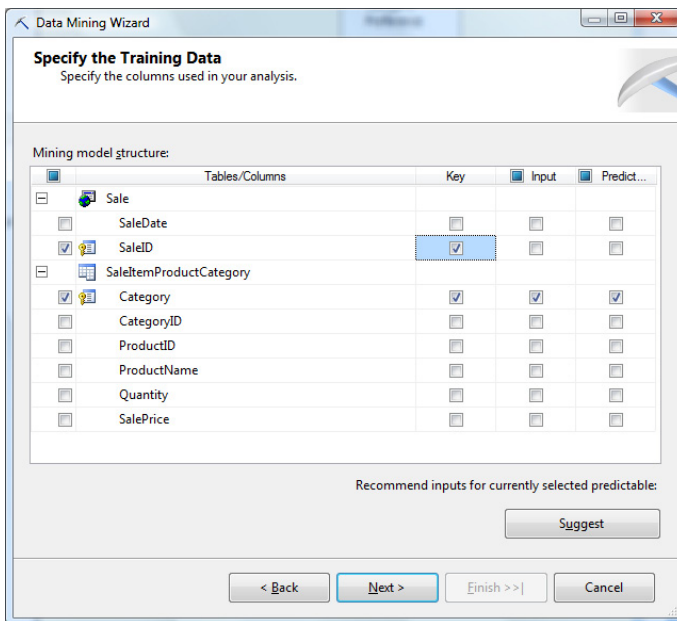 Data Mining Wizard
Specify the Training Data
Specify the columns used in your analysis.
Mining model structure:
Tables/Columns Key Input Predict...
Sale
SaleDate
SaleID
SaleItemProductCategory
Category
CategoryID
ProductID
ProductName
Quantity
SalePrice
Recommend inputs for currently selected predictable:
Suggest
< Back Next > Finish >>| Cancel